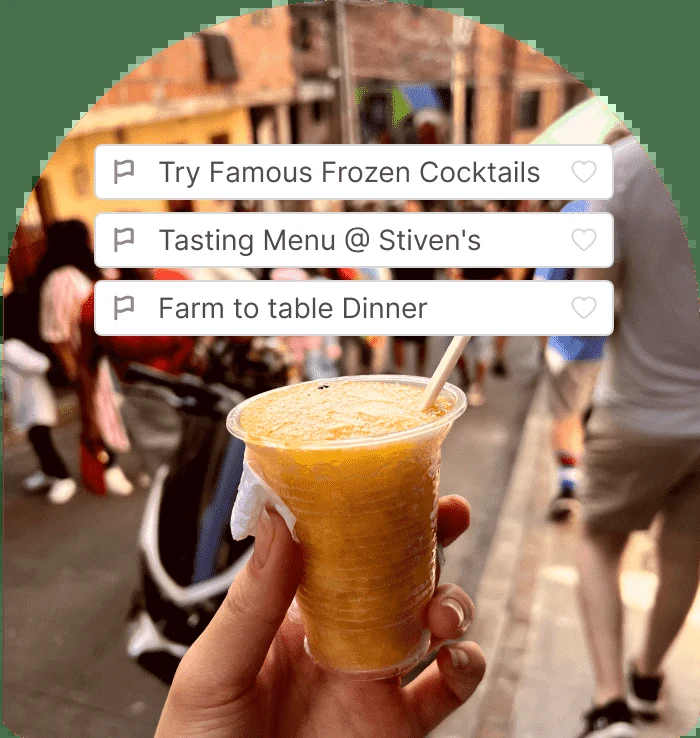 Try Famous Frozen Cocktails
Tasting Menu @ Stiven's
Farm to table Dinner